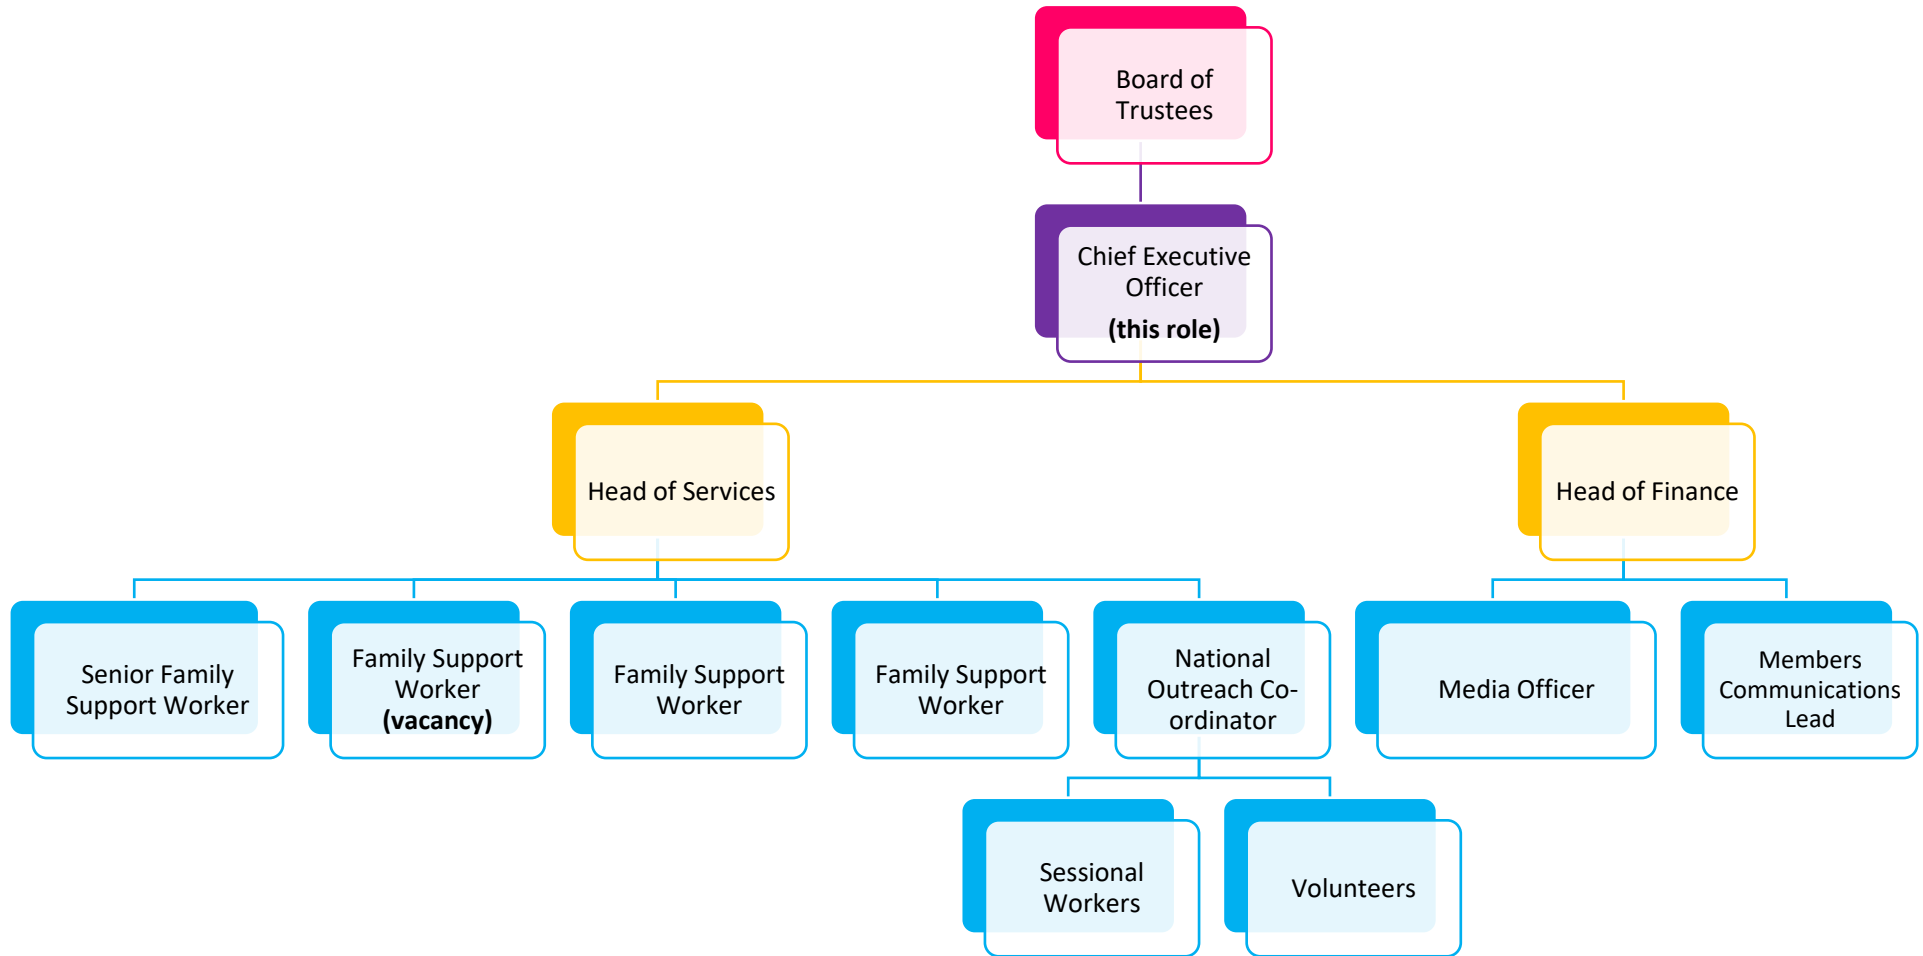 Board of
Trustees
Chief Executive
Officer
(this role)
Head of Services
Head of Finance
Senior Family
Support Worker
Family Support
Worker
(vacancy)
Family Support
Worker
Family Support
Worker
National
Outreach Co-
ordinator
Media Officer
Members
Communications
Lead
Sessional
Workers
Volunteers